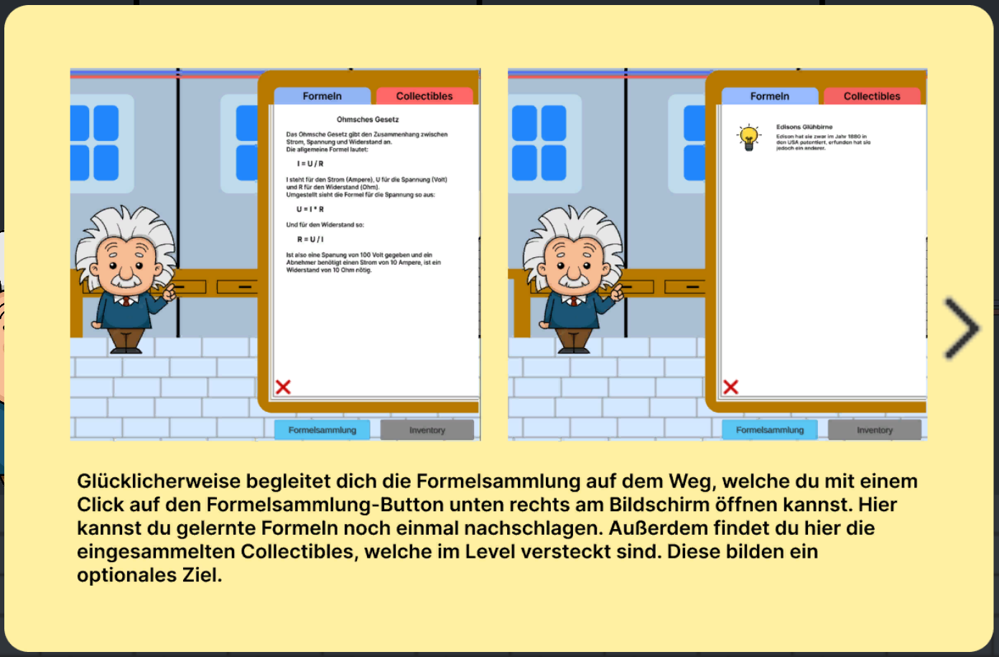 Formeln
Collectibles
Ohmsches Gesetz
Das Ohmsche Gesetz gibt den Zusammenhang zwischen
Strom, Spannung und Widerstand an.
Die allgemeine Formel lautet:
I = U / R
I steht für den Strom (Ampere), U für die Spannung (Volt)
und R für den Widerstand (Ohm).
Umgestellt sieht die Formel für die Spannung so aus:
U = I * R
Und für den Widerstand so:
R = U / I
Ist also eine Spanung von 100 Volt gegeben und ein
Abnehmer benötigt einen Strom von 10 Ampere, ist ein
Widerstand von 10 Ohm nötig.
Formelsammlung
Inventory
Formeln
Collectibles
Edisons Glühbirne
Edison hat sie zwar im Jahr 1880 in
den USA patentiert, erfunden hat sie
jedoch ein anderer.
Formelsammlung
Inventory
Glücklicherweise begleitet dich die Formelsammlung auf dem Weg, welche du mit einem
Click auf den Formelsammlung-Button unten rechts am Bildschirm öffnen kannst. Hier
kannst du gelernte Formeln noch einmal nachschlagen. Außerdem findet du hier die
eingesammelten Collectibles, welche im Level versteckt sind. Diese bilden ein
optionales Ziel.